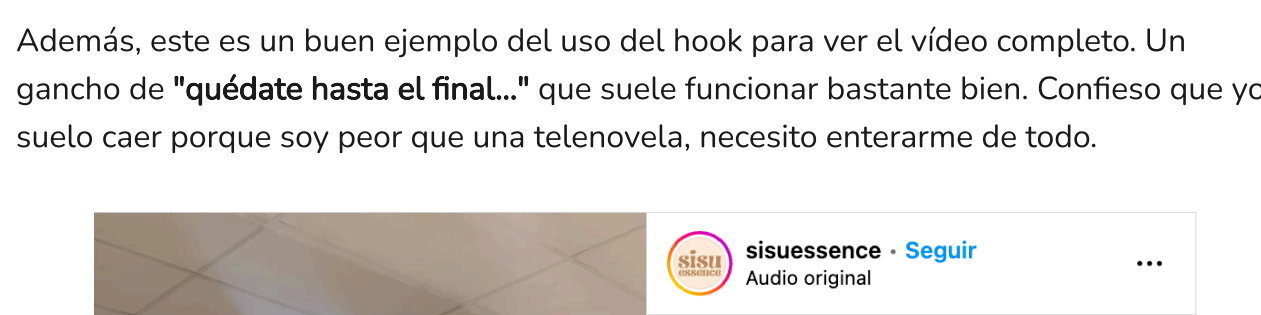 Además, este es un buen ejemplo del uso del hook para ver el vídeo completo. Un
gancho de "quédate hasta el final..." que suele funcionar bastante bien. Confieso que yo
suelo caer porque soy peor que una telenovela, necesito enterarme de todo.
sisu
essence
sisuessence • Seguir
Audio original